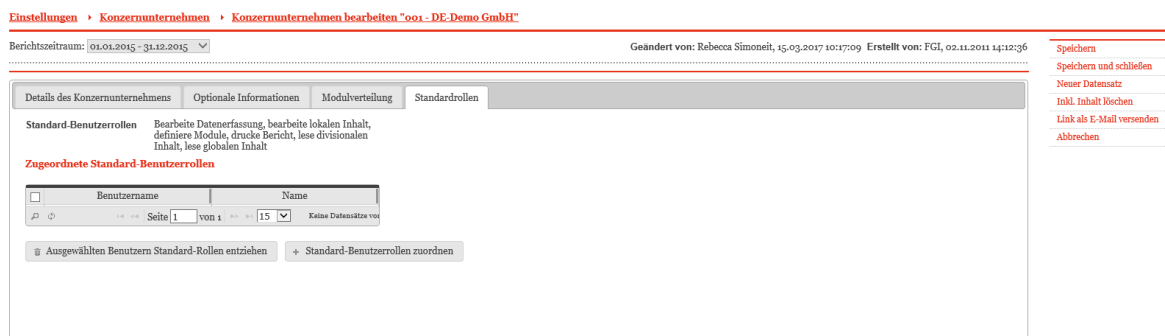 Einstellungen ▸ Konzernunternehmen ▸ Konzernunternehmen bearbeiten "001 - DE-Demo GmbH"
Berichtszeitraum: 01.01.2015 - 31.12.2015 Geändert von: Rebecca Simoneit, 15.03.2017 10:17:09 Erstellt von: FGI, 02.11.2011 14:12:36
Speichern
Speichern und schließen
Neuer Datensatz
Inkl. Inhalt löschen
Link als E-Mail versenden
Abbrechen
Details des Konzernunternehmens Optionale Informationen Modulverteilung Standardrollen
Standard-Benutzerrollen Bearbeite Datenerfassung, bearbeite lokalen Inhalt,
definiere Module, drucke Bericht, lese divisionalen
Inhalt, lese globalen Inhalt
Zugeordnete Standard-Benutzerrollen
Benutzername Name
Seite 1 von 1 15 Keine Datensätze vor
Ausgewählten Benutzern Standard-Rollen entziehen + Standard-Benutzerrollen zuordnen